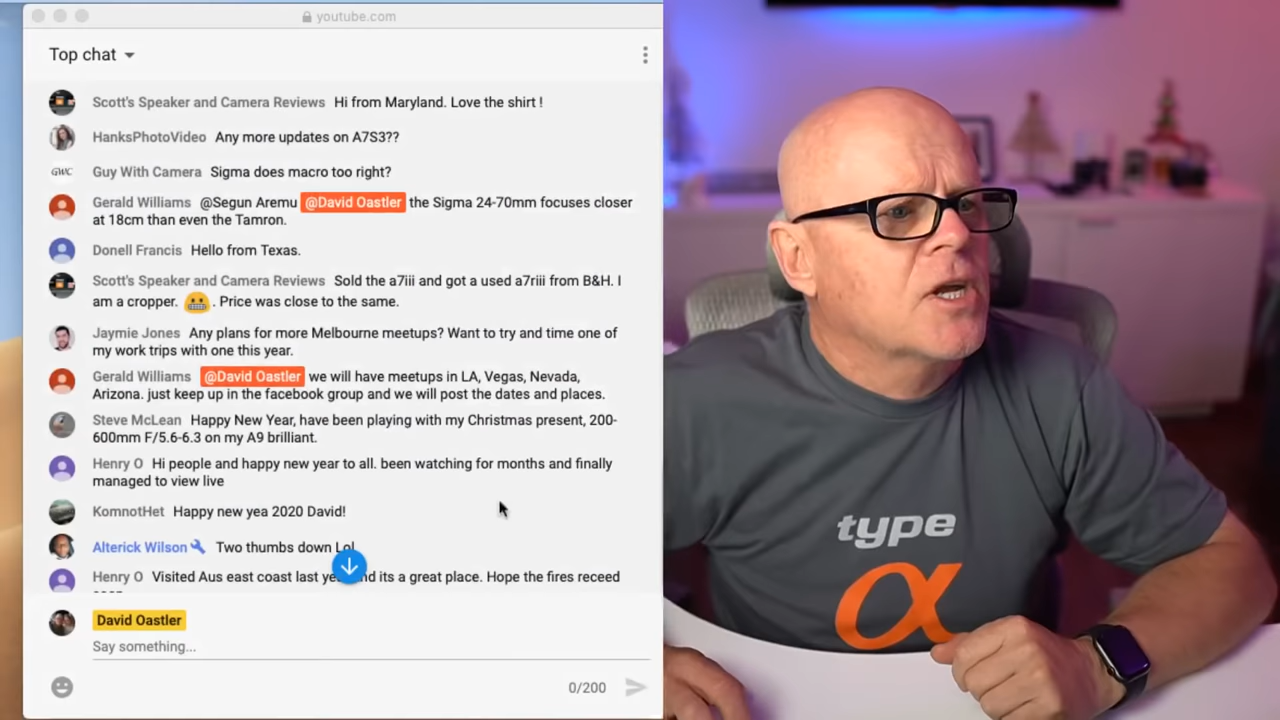 youtube.com
Top chat
Scott's Speaker and Camera Reviews Hi from Maryland. Love the shirt !
HanksPhotoVideo Any more updates on A7S3??
GWC Guy With Camera Sigma does macro too right?
Gerald Williams @Segun Aremu @David Oastler the Sigma 24-70mm focuses closer
at 18cm than even the Tamron.
Donell Francis Hello from Texas.
Scott's Speaker and Camera Reviews Sold the a7iii and got a used a7riii from B&H. I
am a cropper. 😬. Price was close to the same.
Jaymie Jones Any plans for more Melbourne meetups? Want to try and time one of
my work trips with one this year.
Gerald Williams @David Oastler we will have meetups in LA, Vegas, Nevada,
Arizona. just keep up in the facebook group and we will post the dates and places.
Steve McLean Happy New Year, have been playing with my Christmas present, 200-
600mm F/5.6-6.3 on my A9 brilliant.
Henry O Hi people and happy new year to all. been watching for months and finally
managed to view live
KomnotHet Happy new yea 2020 David!
Alterick Wilson Two thumbs down Lol
Henry O Visited Aus east coast last and its a great place. Hope the fires receed
David Oastler
Say something...
0/200
type
α